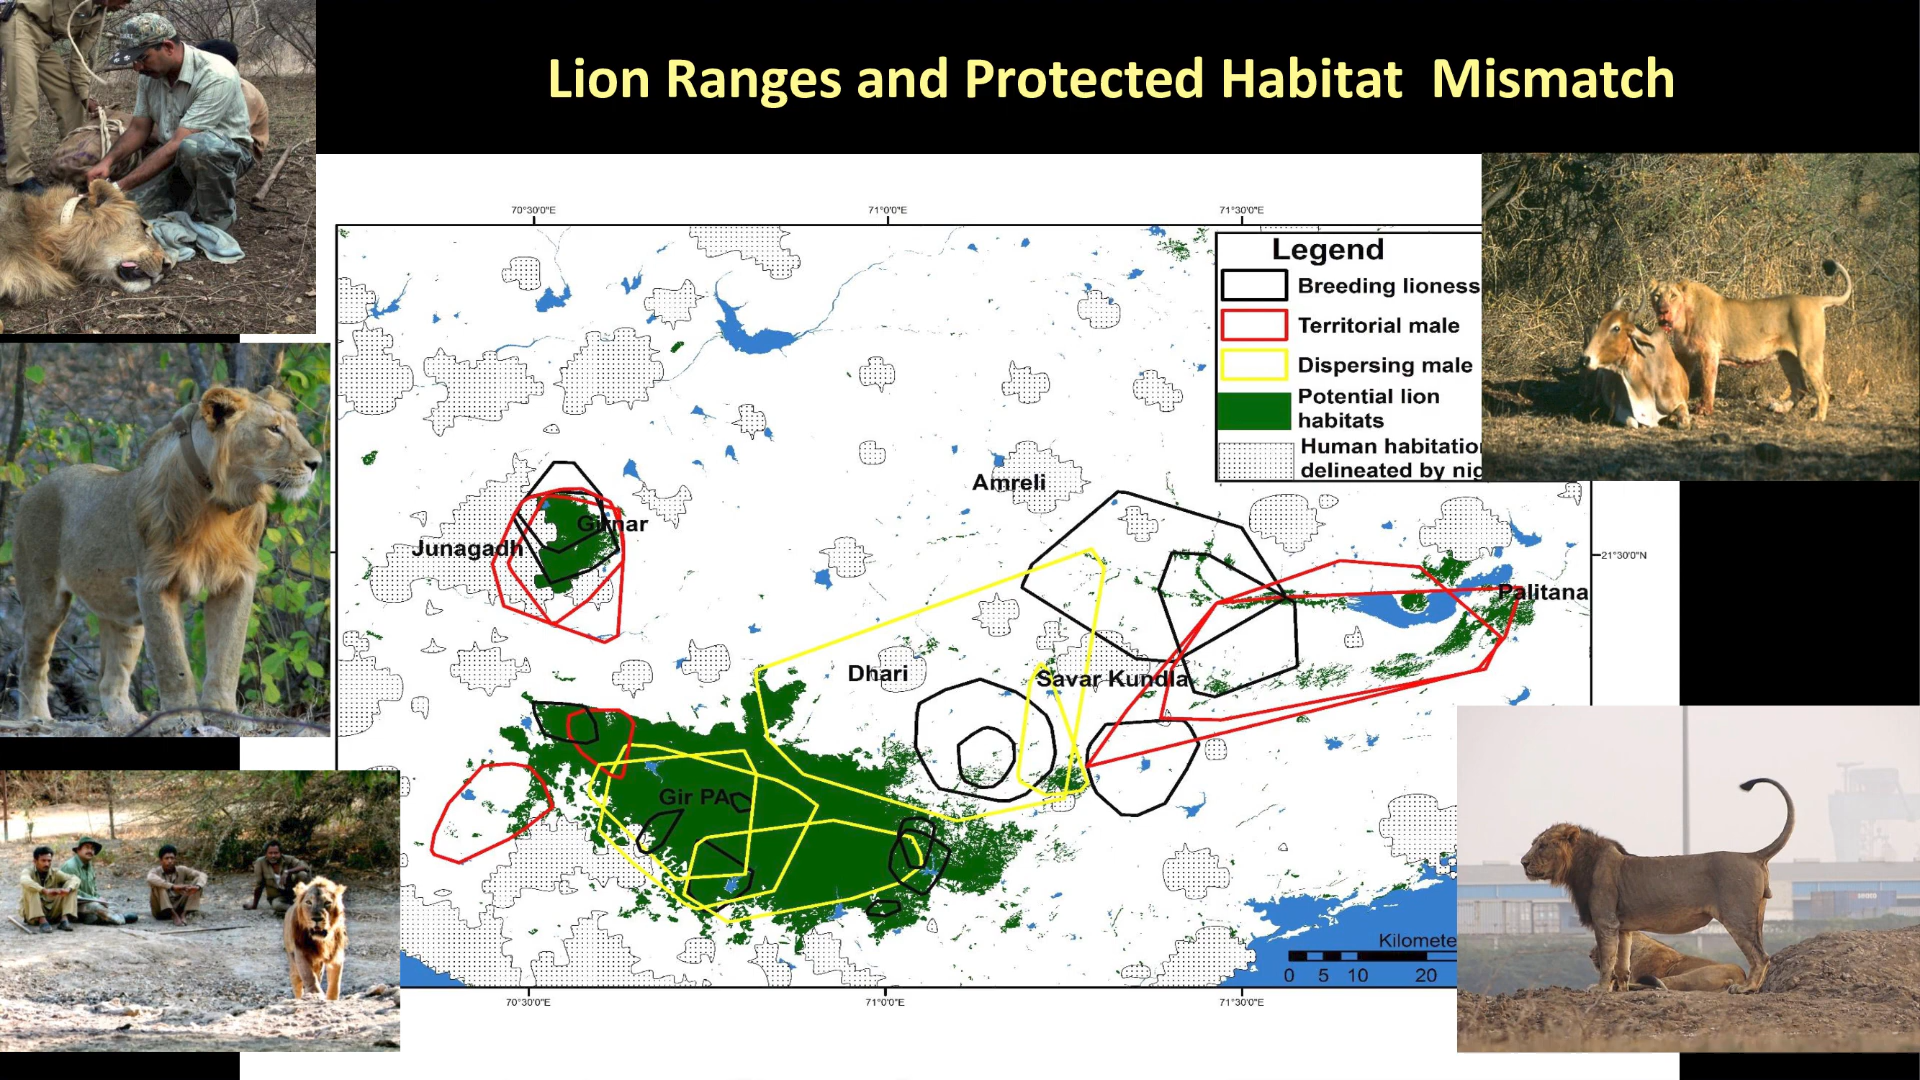 Lion Ranges and Protected Habitat Mismatch
70°30'0"E
71°0'0"E
71°30'0"E
Legend
Breeding lioness
Territorial male
Dispersing male
Potential lion
habitats
Human habitation
delineated by nig
Amreli
Girnar
Junagadh
21°30'0"N
Palitana
Dhari
Savar Kundla
Gir PA
Kilomete
0 5 10 20
70°30'0"E
71°0'0"E
71°30'0"E